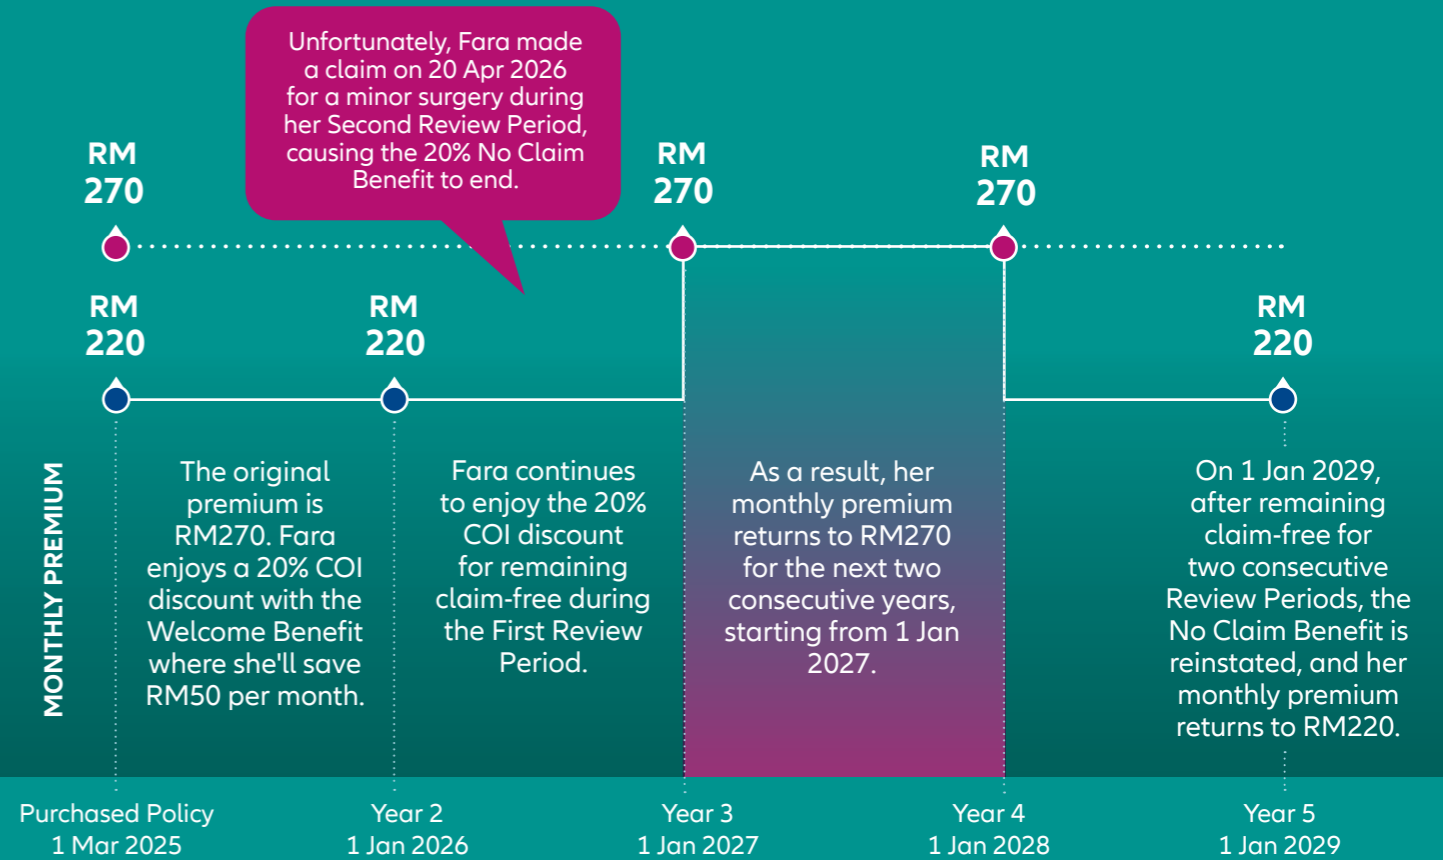 Unfortunately, Fara made
a claim on 20 Apr 2026
for a minor surgery during
her Second Review Period,
causing the 20% No Claim
Benefit to end.
RM
270
RM
270
RM
270
RM
220
RM
220
RM
220
MONTHLY PREMIUM
The original
premium is
RM270. Fara
enjoys a 20% COI
discount with the
Welcome Benefit
where she'll save
RM50 per month.
Fara continues
to enjoy the 20%
COI discount
for remaining
claim-free during
the First Review
Period.
As a result, her
monthly premium
returns to RM270
for the next two
consecutive years,
starting from 1 Jan
2027.
On 1 Jan 2029,
after remaining
claim-free for
two consecutive
Review Periods, the
No Claim Benefit is
reinstated, and her
monthly premium
returns to RM220.
Purchased Policy
1 Mar 2025
Year 2
1 Jan 2026
Year 3
1 Jan 2027
Year 4
1 Jan 2028
Year 5
1 Jan 2029